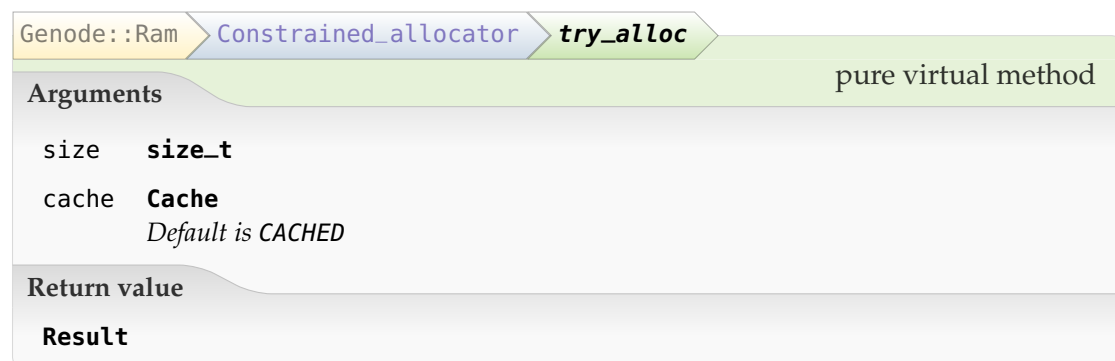 Genode::Ram Constrained_allocator try_alloc
pure virtual method
Arguments
size size_t
cache Cache
Default is CACHED
Return value
Result